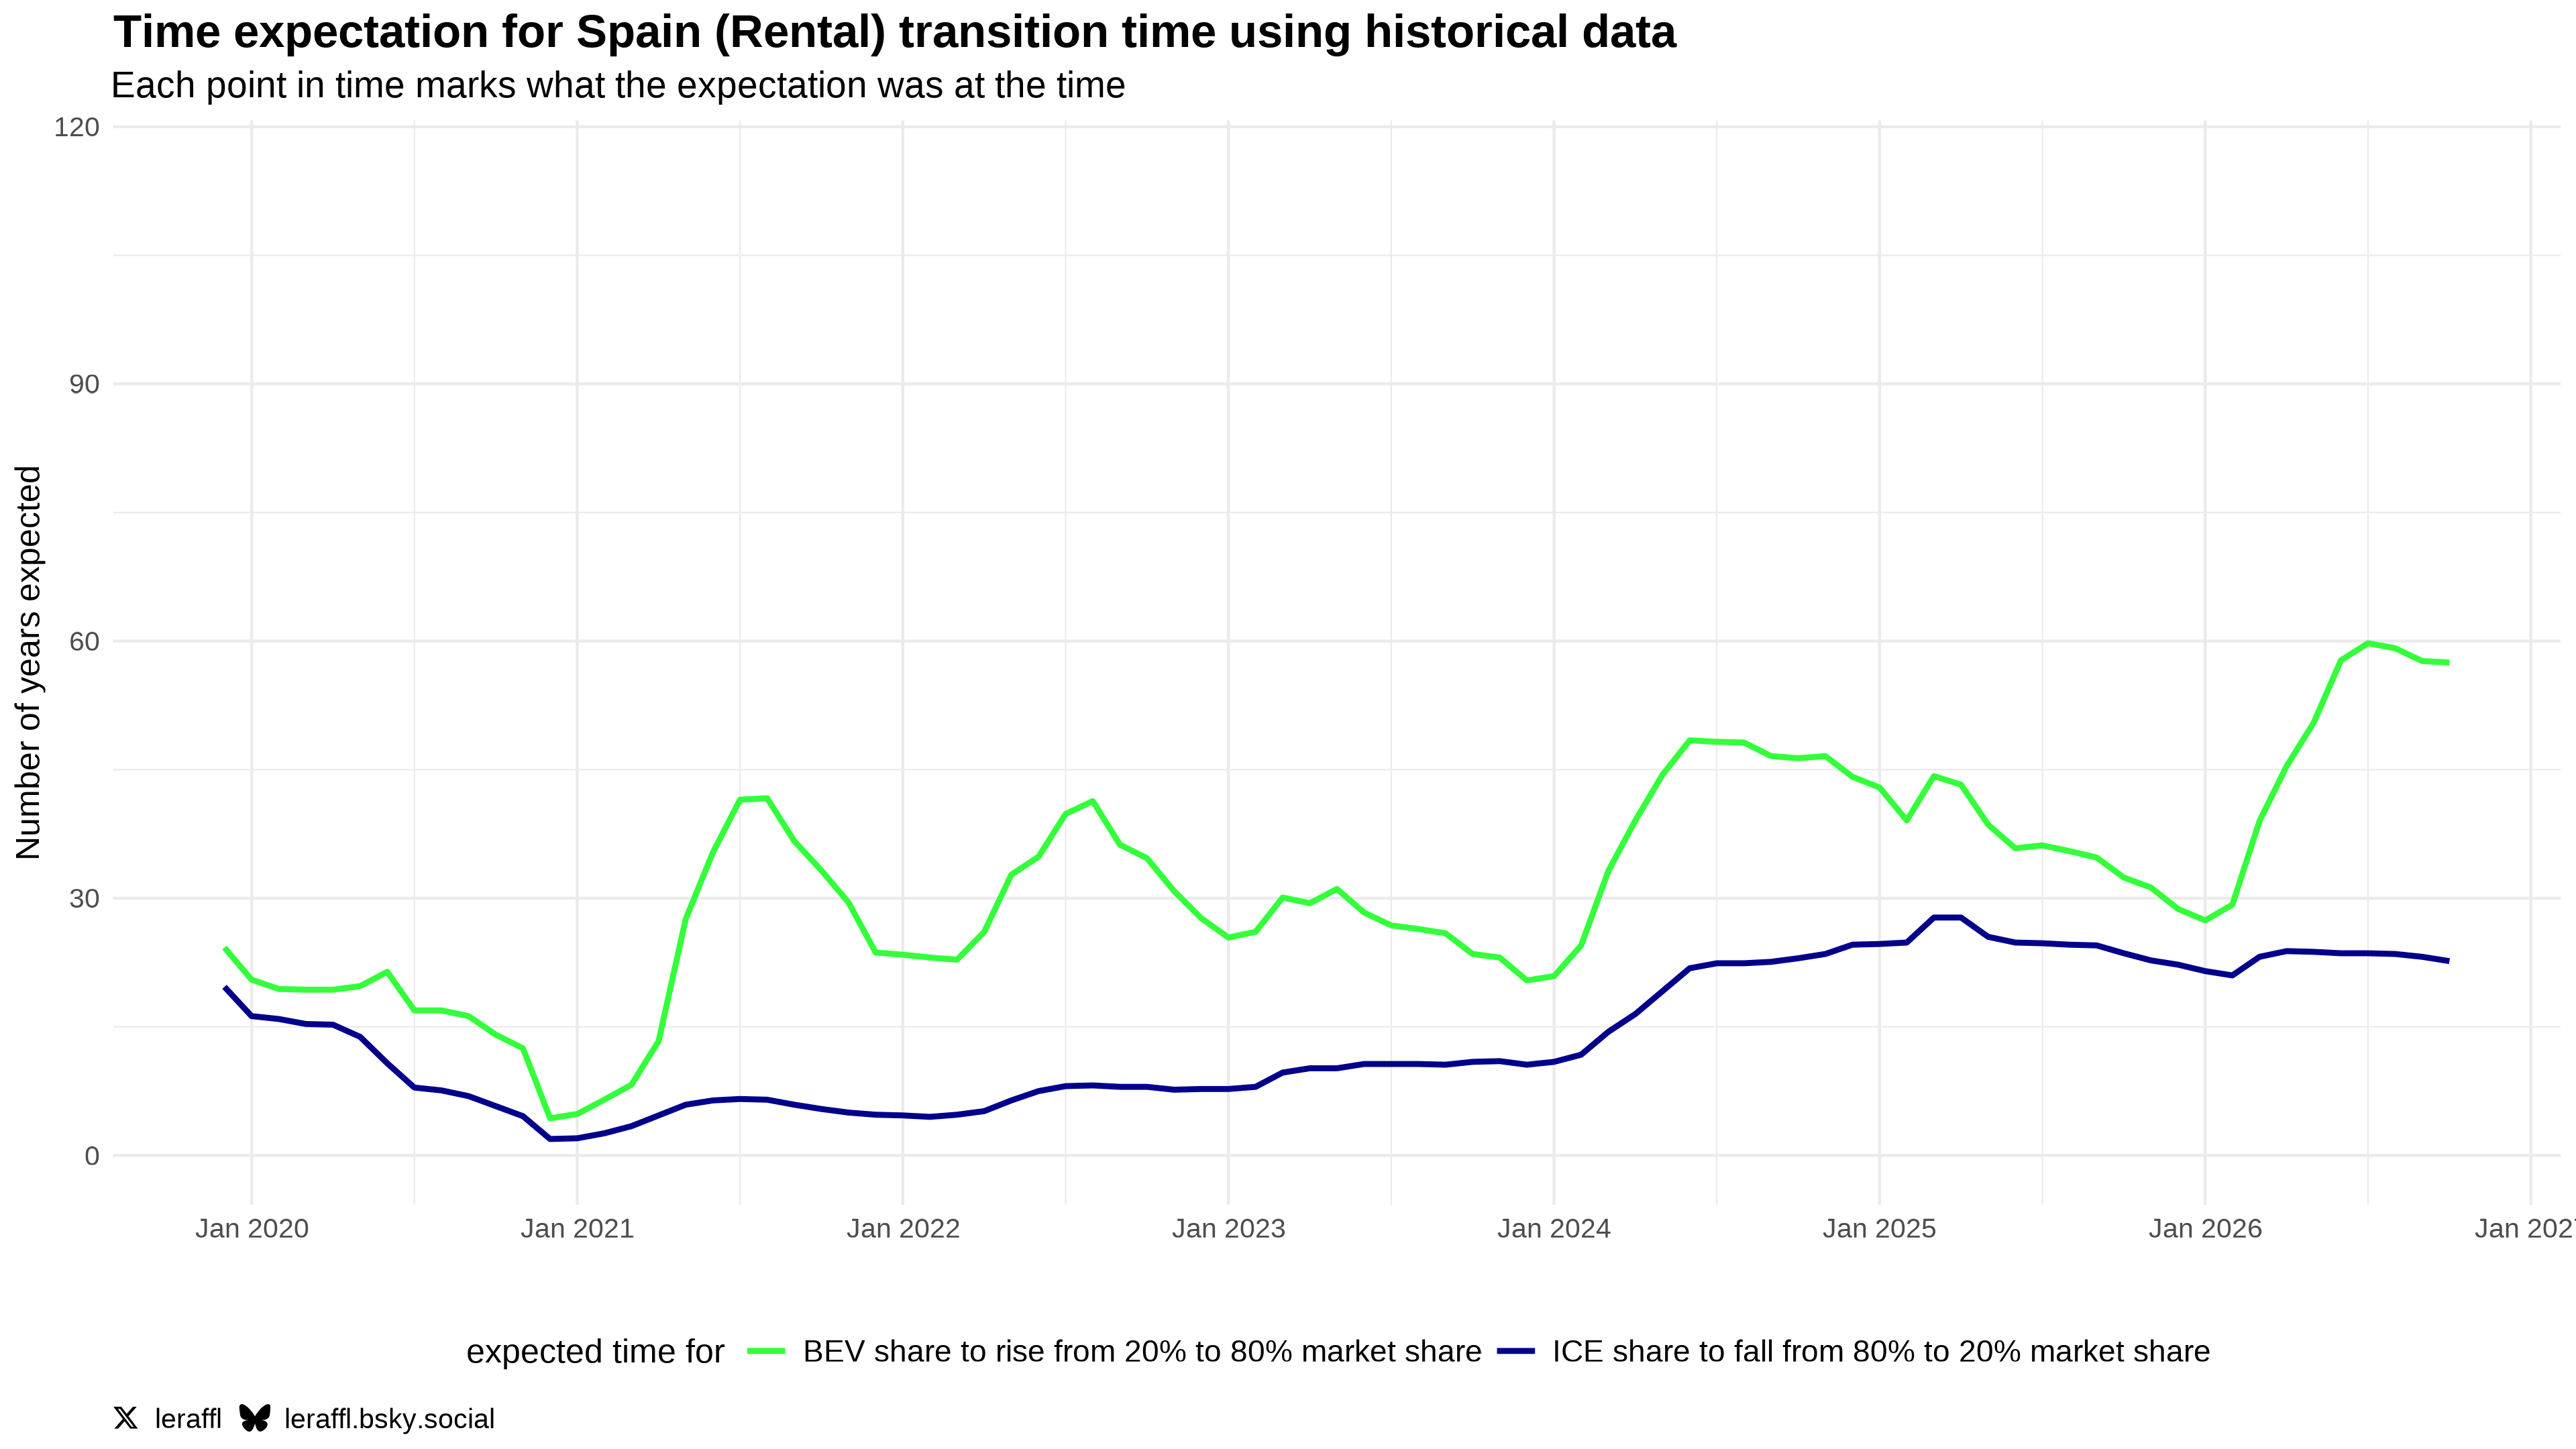 Time expectation for Spain (Rental) transition time using historical data
Each point in time marks what the expectation was at the time
Number of years expected
120
90
60
30
0
Jan 2020 Jan 2021 Jan 2022 Jan 2023 Jan 2024 Jan 2025 Jan 2026 Jan 202
expected time for BEV share to rise from 20% to 80% market share ICE share to fall from 80% to 20% market share
leraffl leraffl.bsky.social